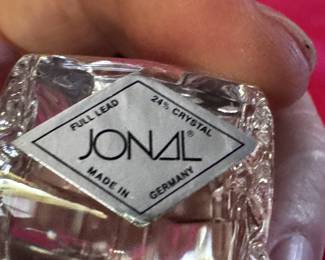 FULL LEAD
24% CRYSTAL
JONAL®
MADE IN
GERMANY